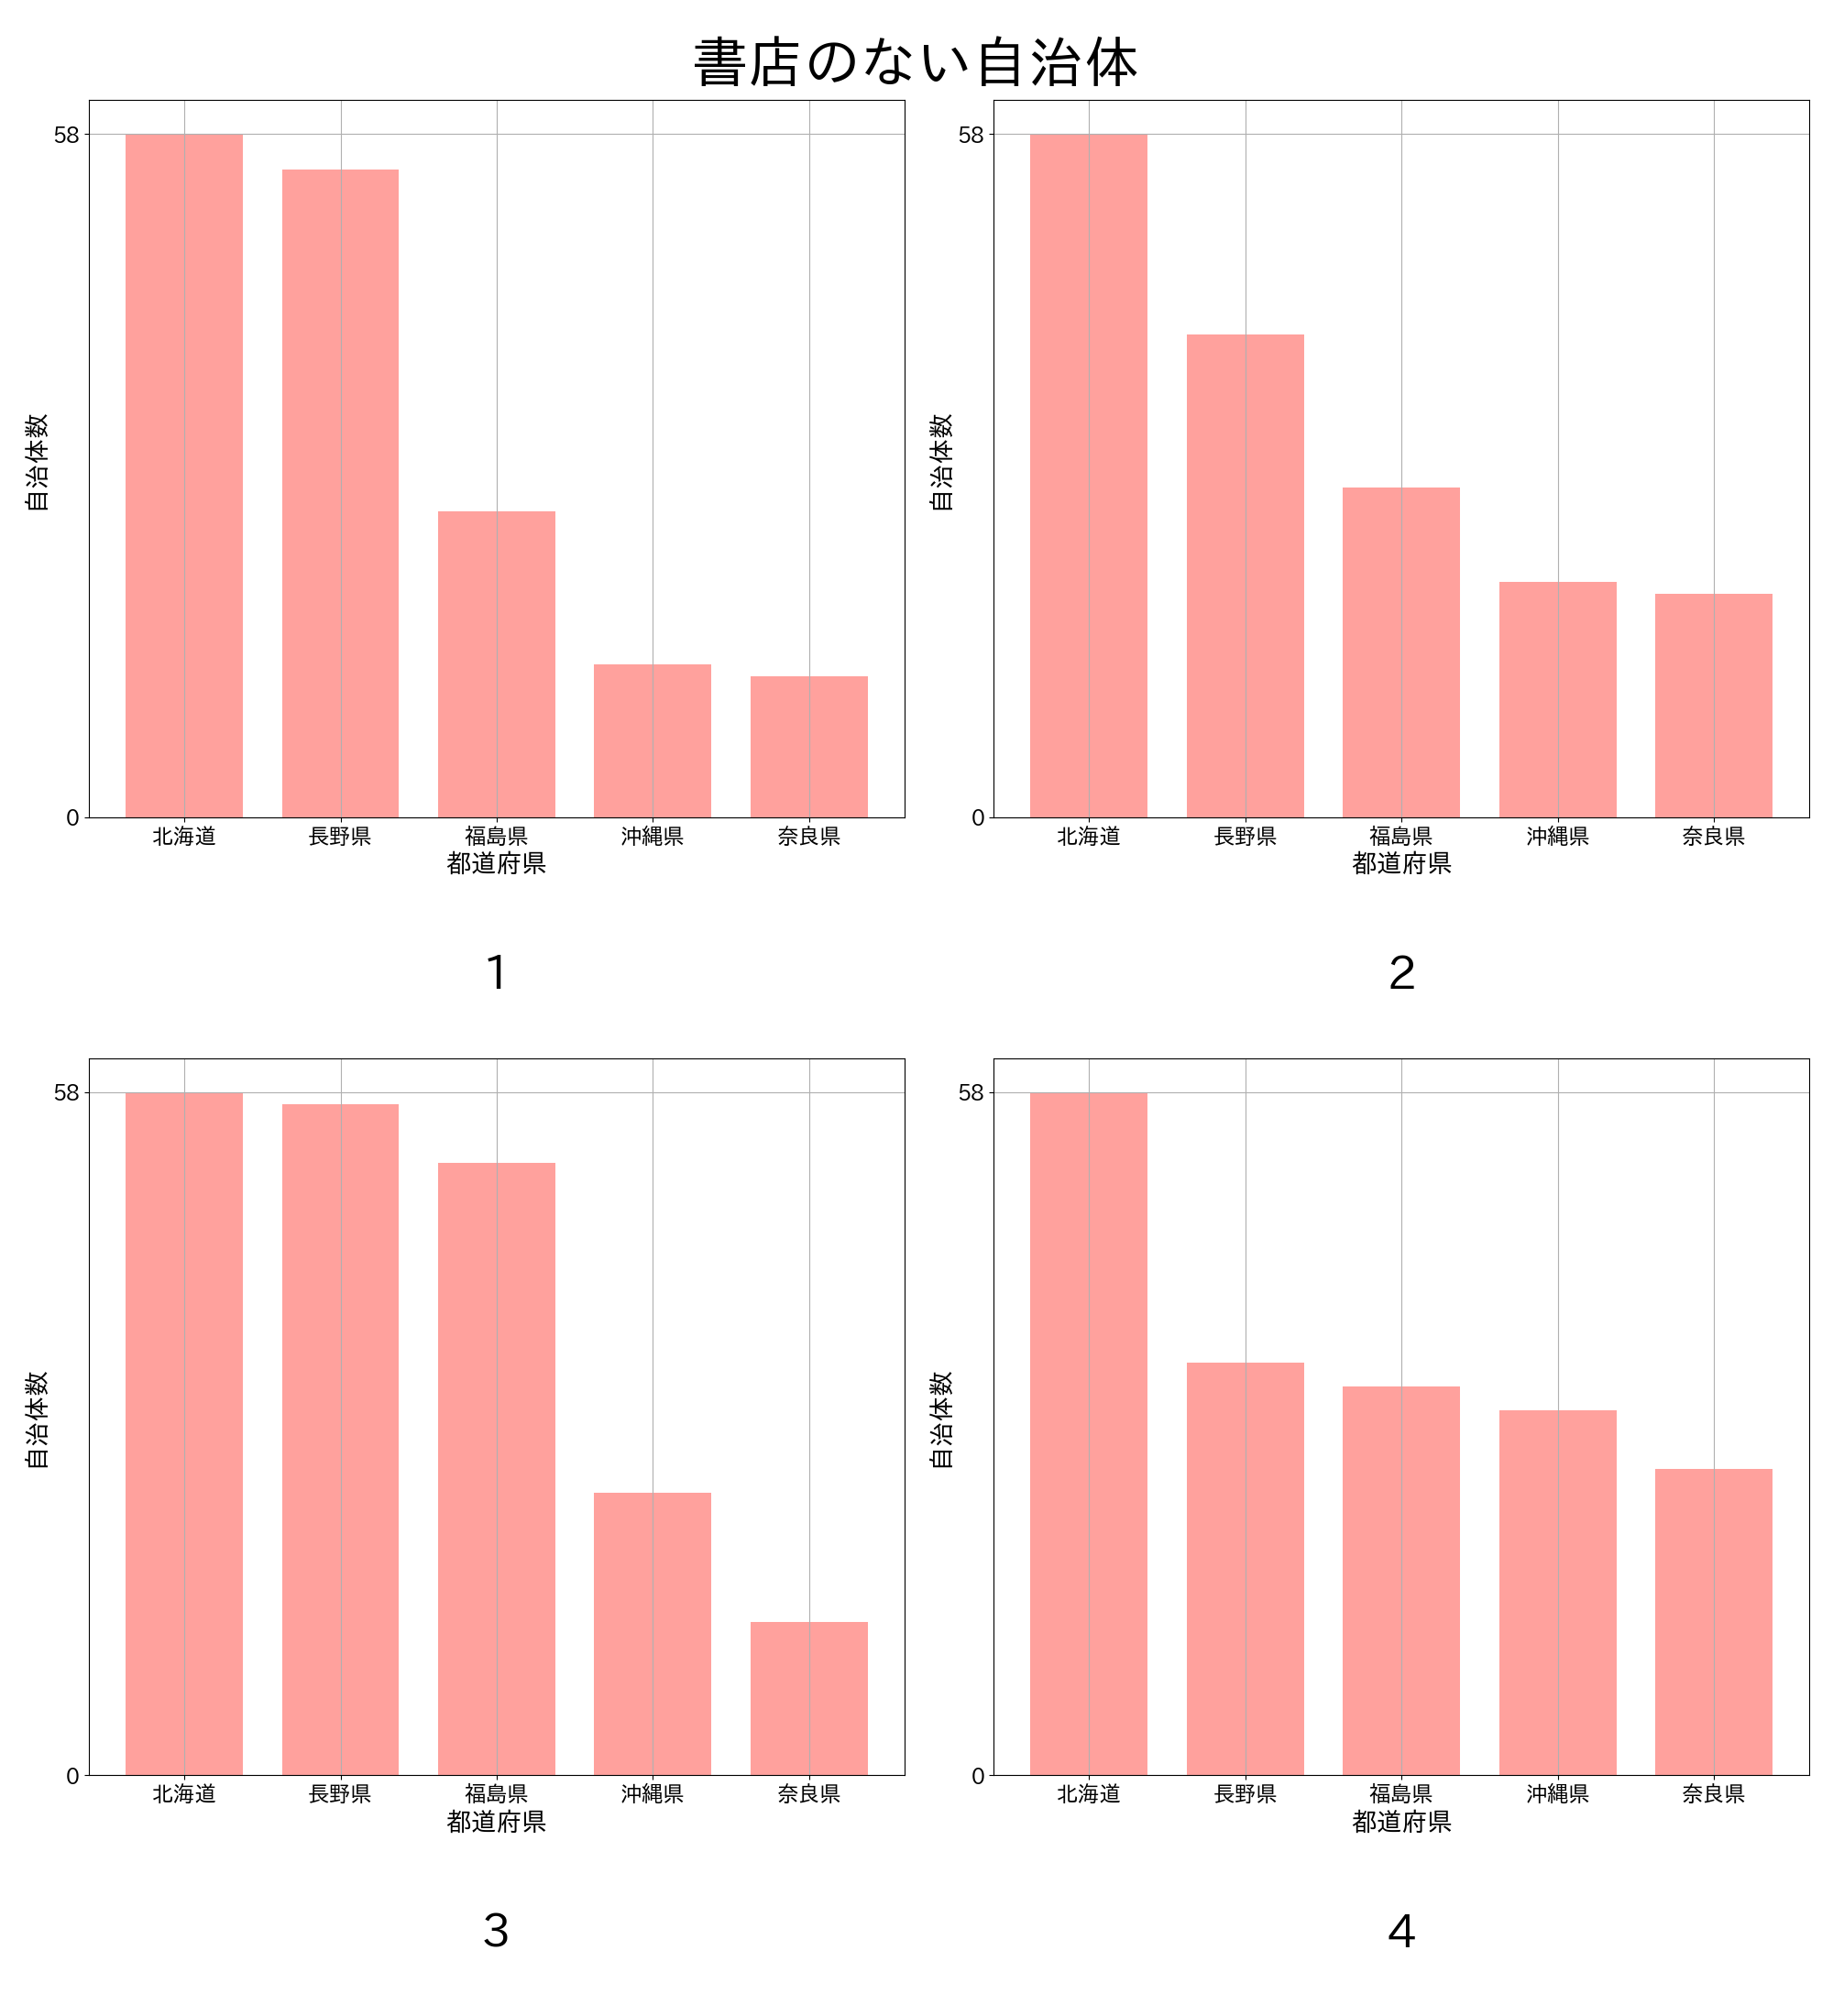 書店のない自治体
58
0
自治体数
北海道 長野県 福島県 沖縄県 奈良県
都道府県
1
58
0
自治体数
北海道 長野県 福島県 沖縄県 奈良県
都道府県
2
58
0
自治体数
北海道 長野県 福島県 沖縄県 奈良県
都道府県
3
58
0
自治体数
北海道 長野県 福島県 沖縄県 奈良県
都道府県
4